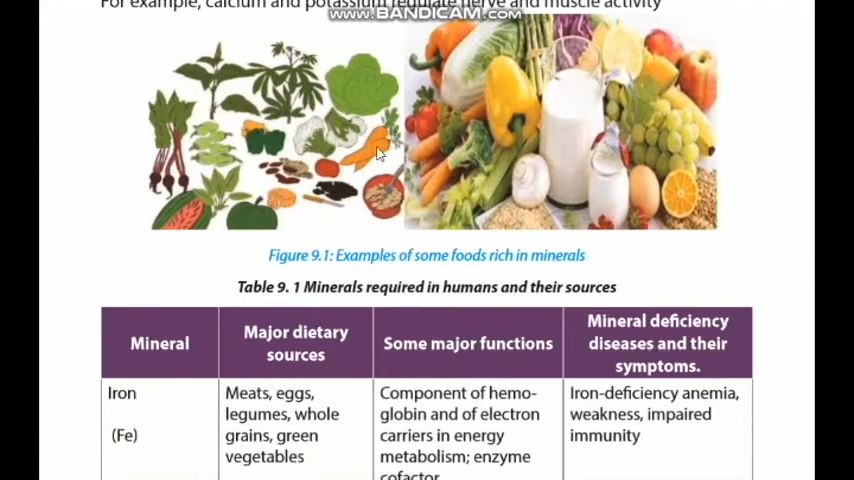 For example, calcium and potassium regulate nerve and muscle activity
www.BANDICAM.com
Figure 9.1: Examples of some foods rich in minerals
Table 9. 1 Minerals required in humans and their sources
Mineral
Major dietary
sources
Some major functions
Mineral deficiency
diseases and their
symptoms.
Iron
(Fe)
Meats, eggs,
legumes, whole
grains, green
vegetables
Component of hemo-
globin and of electron
carriers in energy
metabolism; enzyme
cofactor
Iron-deficiency anemia,
weakness, impaired
immunity